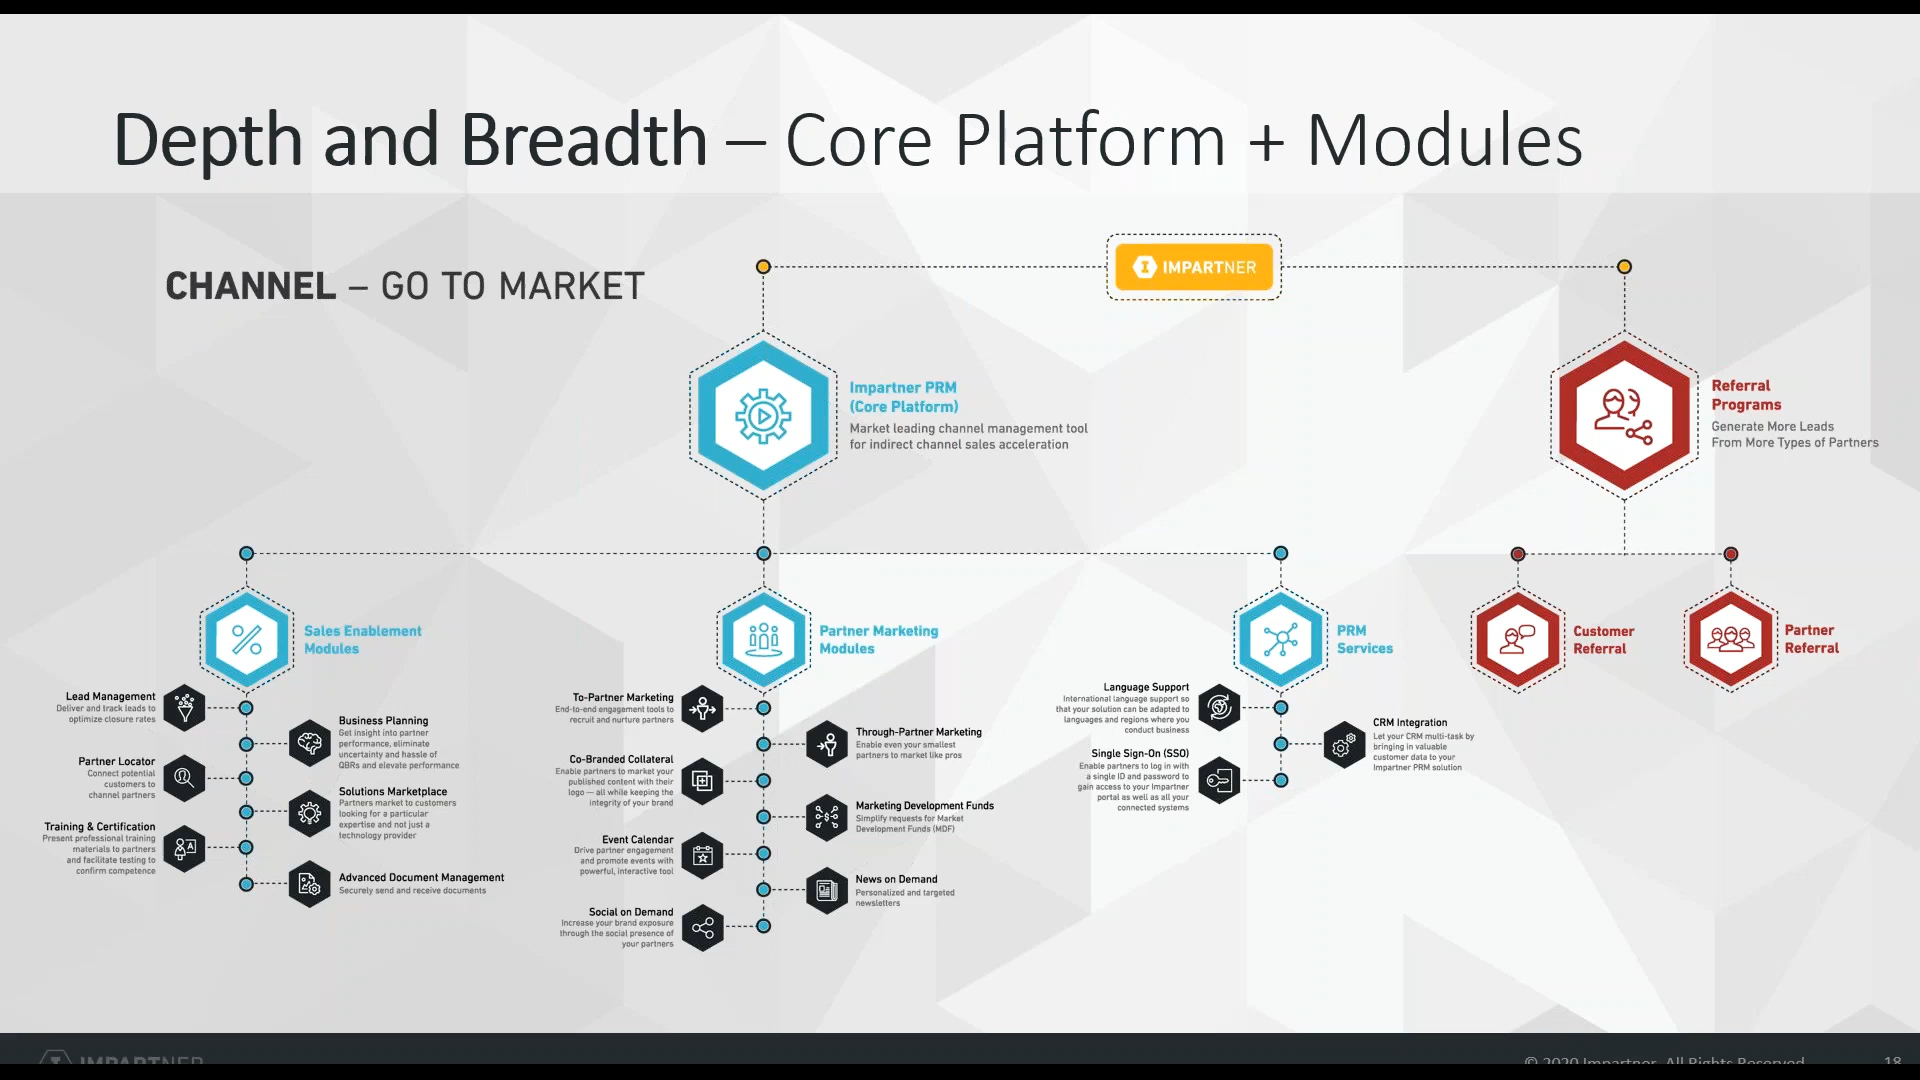 Depth and Breadth – Core Platform + Modules
CHANNEL – GO TO MARKET
IMPARTNER
Impartner PRM
(Core Platform)
Market leading channel management tool
for indirect channel sales acceleration
Referral
Programs
Generate More Leads
From More Types of Partners
Sales Enablement
Modules
Lead Management
Deliver and track leads to
optimize closure rates
Business Planning
Get insight into partner
performance, eliminate
uncertainty and hassle of
QBRs and elevate performance
Partner Locator
Connect potential
customers to
channel partners
Solutions Marketplace
Partners market to customers
looking for a particular
expertise and not just a
technology provider
Training & Certification
Present professional training
materials to partners
and facilitate testing to
confirm competence
Advanced Document Management
Securely send and receive documents
Partner Marketing
Modules
To-Partner Marketing
End-to-end engagement tools to
recruit and nurture partners
Through-Partner Marketing
Enable even your smallest
partners to market like pros
Co-Branded Collateral
Enable partners to market your
published content with their
logo — all while keeping the
integrity of your brand
Marketing Development Funds
Simplify requests for Market
Development Funds (MDF)
Event Calendar
Drive partner engagement
and promote events with
powerful, interactive tool
News on Demand
Personalized and targeted
newsletters
Social on Demand
Increase your brand exposure
through the social presence of
your partners
PRM
Services
Language Support
International language support so
that your solution can be adapted to
languages and regions where you
conduct business
CRM Integration
Let your CRM multi-task by
bringing in valuable
customer data to your
Impartner PRM solution
Single Sign-On (SSO)
Enable partners to log in with
a single ID and password to
gain access to your Impartner
portal as well as all your
connected systems
Customer
Referral
Partner
Referral
IMPARTNER
© 2020 Impartner. All Rights Reserved
18